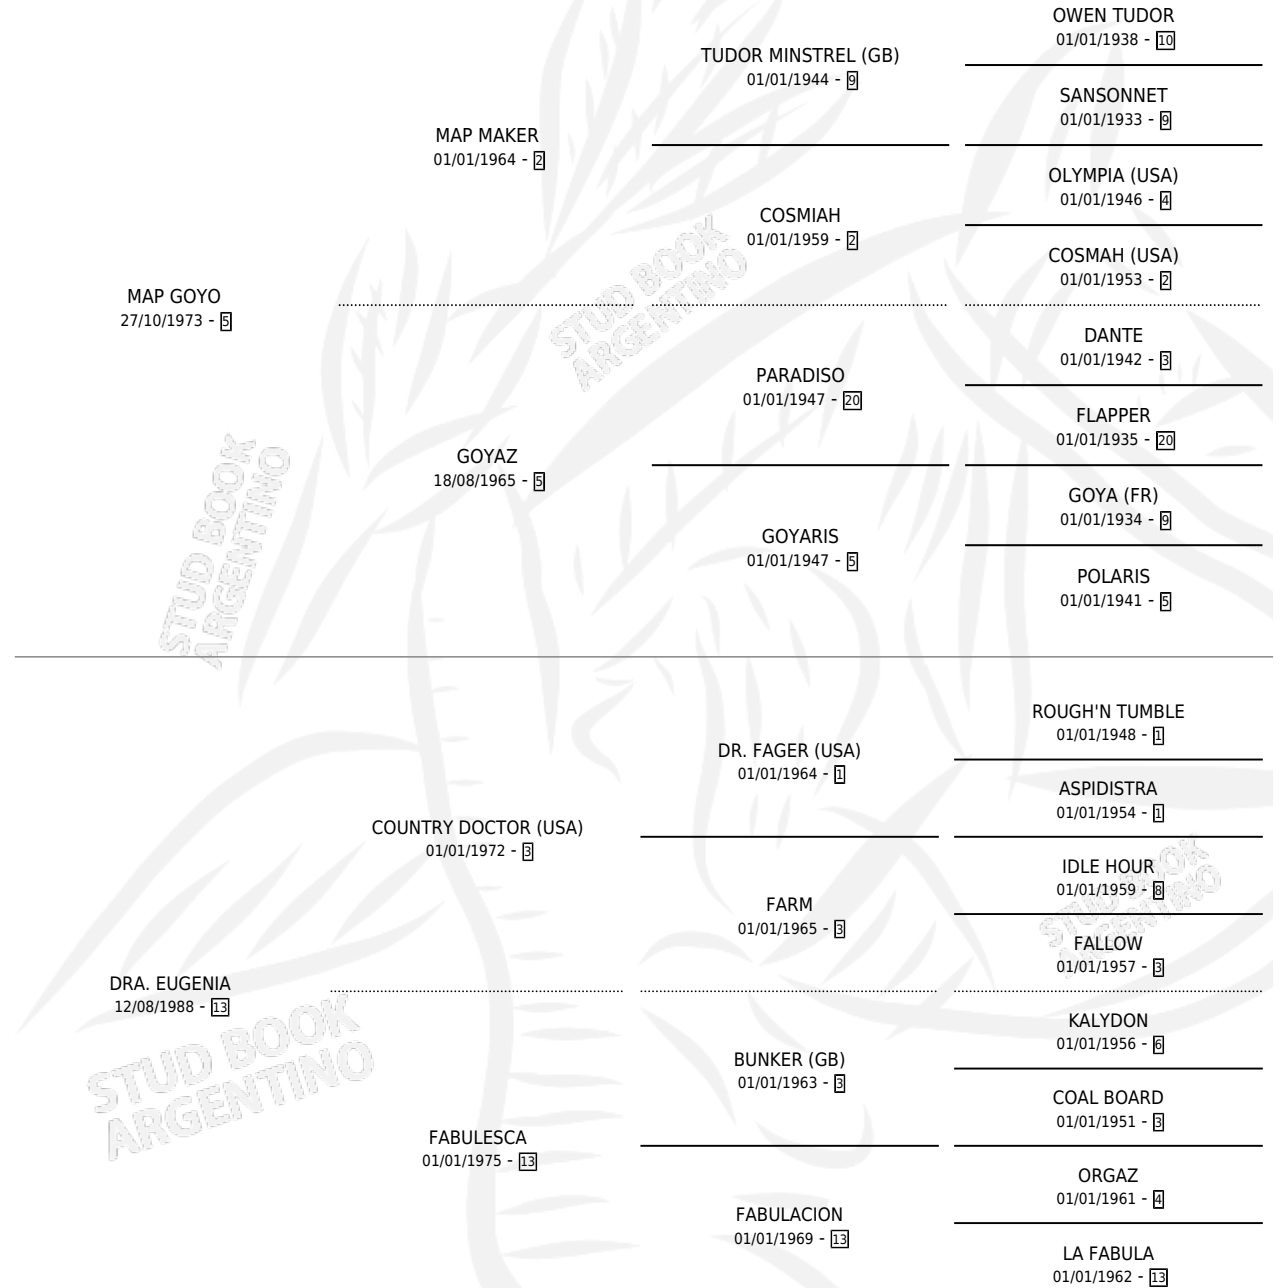 OWEN TUDOR
01/01/1938 - 10
TUDOR MINSTREL (GB)
01/01/1944 - 9
SANSONNET
01/01/1933 - 9
MAP MAKER
01/01/1964 - 2
OLYMPIA (USA)
01/01/1946 - 4
COSMIAH
01/01/1959 - 2
COSMAH (USA)
01/01/1953 - 2
MAP GOYO
27/10/1973 - 5
DANTE
01/01/1942 - 3
PARADISO
01/01/1947 - 20
FLAPPER
01/01/1935 - 20
GOYAZ
18/08/1965 - 5
GOYA (FR)
01/01/1934 - 9
GOYARIS
01/01/1947 - 5
POLARIS
01/01/1941 - 5
STUD BOOK
ARGENTINO
STUD BOOK
ARGENTINO
ROUGH'N TUMBLE
01/01/1948 - 1
DR. FAGER (USA)
01/01/1964 - 1
ASPIDISTRA
01/01/1954 - 1
COUNTRY DOCTOR (USA)
01/01/1972 - 3
IDLE HOUR
01/01/1959 - 8
FARM
01/01/1965 - 3
FALLOW
01/01/1957 - 3
DRA. EUGENIA
12/08/1988 - 13
KALYDON
01/01/1956 - 6
BUNKER (GB)
01/01/1963 - 3
COAL BOARD
01/01/1951 - 3
FABULESCA
01/01/1975 - 13
ORGAZ
01/01/1961 - 4
FABULACION
01/01/1969 - 13
LA FABULA
01/01/1962 - 13
STUD BOOK
ARGENTINO
STUD BOOK
ARGENTINO